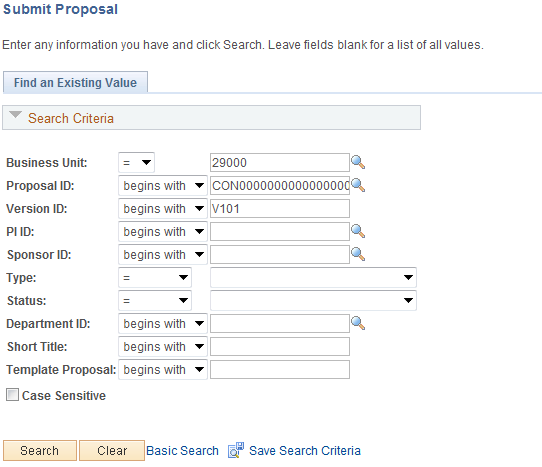 Submit Proposal
Enter any information you have and click Search. Leave fields blank for a list of all values.
Find an Existing Value
Search Criteria
Business Unit: = 29000
Proposal ID: begins with
Version ID: begins with V101
PI ID: begins with
Sponsor ID: begins with
Type: =
Status: =
Department ID: begins with
Short Title: begins with
Template Proposal: begins with
Case Sensitive
Search Clear Basic Search Save Search Criteria